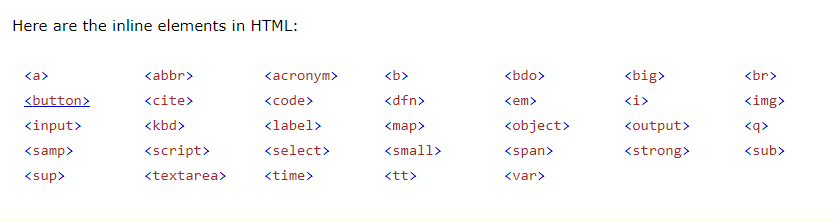 Here are the inline elements in HTML:
<a> <abbr> <acronym> <b> <bdo> <big> <br>
<button> <cite> <code> <dfn> <em> <i> <img>
<input> <kbd> <label> <map> <object> <output> <q>
<samp> <script> <select> <small> <span> <strong> <sub>
<sup> <textarea> <time> <tt> <var>